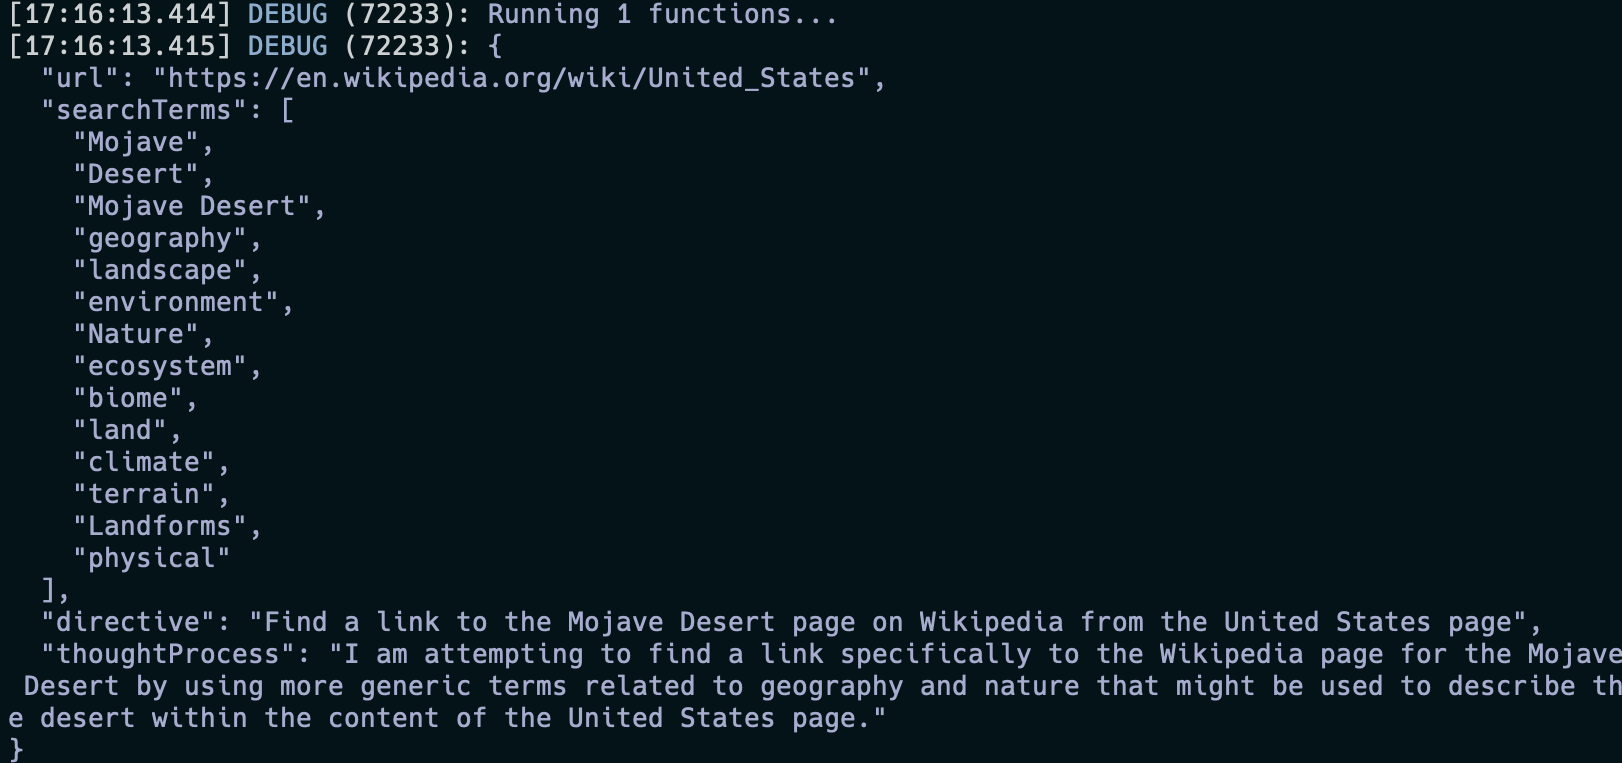 [17:16:13.414] DEBUG (72233): Running 1 functions...
[17:16:13.415] DEBUG (72233): {
  "url": "https://en.wikipedia.org/wiki/United_States",
  "searchTerms": [
    "Mojave",
    "Desert",
    "Mojave Desert",
    "geography",
    "landscape",
    "environment",
    "Nature",
    "ecosystem",
    "biome",
    "land",
    "climate",
    "terrain",
    "Landforms",
    "physical"
  ],
  "directive": "Find a link to the Mojave Desert page on Wikipedia from the United States page",
  "thoughtProcess": "I am attempting to find a link specifically to the Wikipedia page for the Mojave
 Desert by using more generic terms related to geography and nature that might be used to describe th
e desert within the content of the United States page."
}